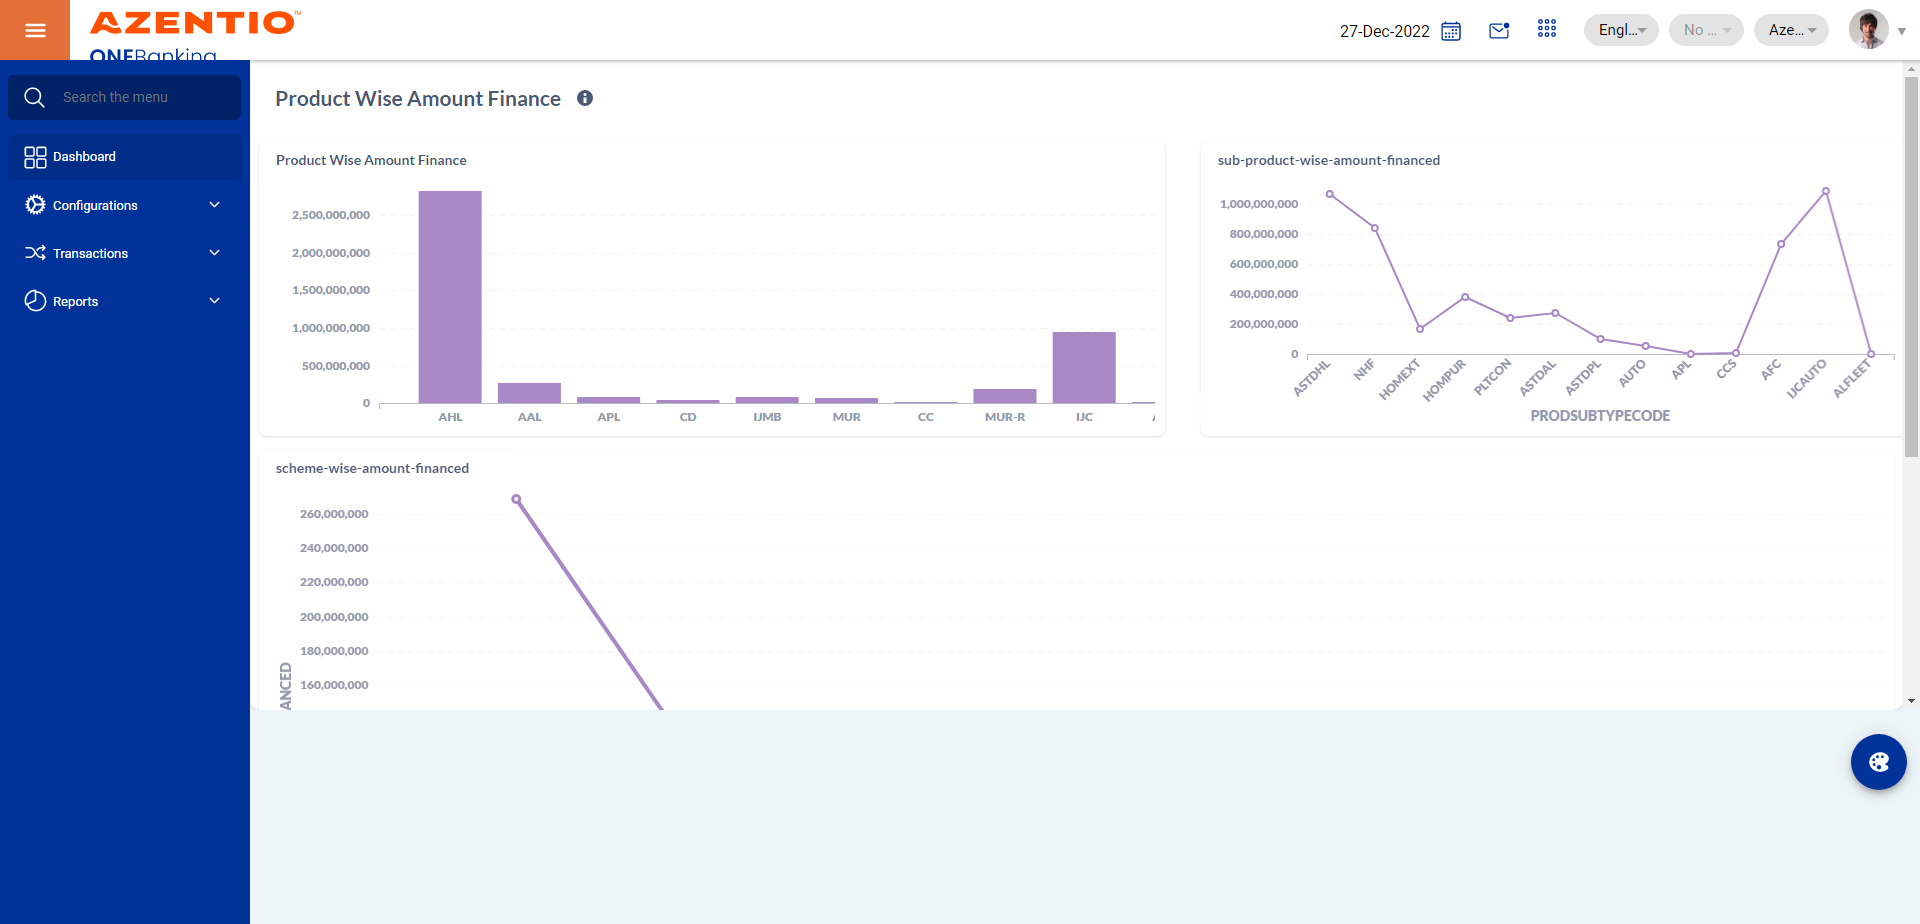 AZENTIO™
ONEBanking
27-Dec-2022
Engl...
No ...
Aze...
Search the menu
Dashboard
Configurations
Transactions
Reports
Product Wise Amount Finance
Product Wise Amount Finance
2,500,000,000
2,000,000,000
1,500,000,000
1,000,000,000
500,000,000
0
AHL AAL APL CD IJMB MUR CC MUR-R IJC
sub-product-wise-amount-financed
1,000,000,000
800,000,000
600,000,000
400,000,000
200,000,000
0
ASTDHL NHF HOMEXT HOMPUR PLTCON ASTDAL ASTDPL AUTO APL CCS AFC IJCAUTO ALFLEET
PRODSUBTYPECODE
scheme-wise-amount-financed
260,000,000
240,000,000
220,000,000
200,000,000
180,000,000
160,000,000
ANCED